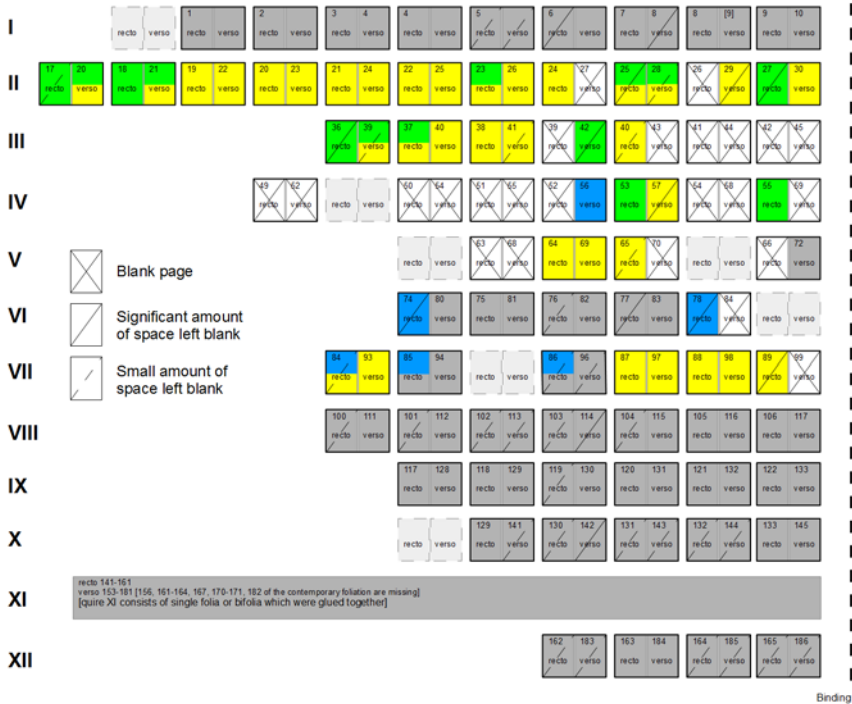 I
1 2 3 4 4 5 6 7 8 8 [9] 9 10
recto verso recto verso recto verso recto verso recto verso recto verso recto verso recto verso recto verso recto verso
II
17 20 18 21 19 22 20 23 21 24 22 25 23 26 24 27 25 28 26 29 27 30
recto verso recto verso recto verso recto verso recto verso recto verso recto verso recto verso recto verso recto verso recto verso
III
36 39 37 40 38 41 39 42 40 43 41 44 42 45
recto verso recto verso recto verso recto verso recto verso recto verso recto verso
IV
49 52 50 54 51 55 52 56 53 57 54 58 55 59
recto verso recto verso recto verso recto verso recto verso recto verso recto verso recto verso
V
63 68 64 69 65 70 66 72
recto verso recto verso recto verso recto verso recto verso recto verso
Blank page
VI
74 80 75 81 76 82 77 83 78 84
recto verso recto verso recto verso recto verso recto verso recto verso
Significant amount
of space left blank
VII
84 93 85 94 86 96 87 97 88 98 89 99
recto verso recto verso recto verso recto verso recto verso recto verso recto verso
Small amount of
space left blank
VIII
100 111 101 112 102 113 103 114 104 115 105 116 106 117
recto verso recto verso recto verso recto verso recto verso recto verso recto verso
IX
117 128 118 129 119 130 120 131 121 132 122 133
recto verso recto verso recto verso recto verso recto verso recto verso
X
129 141 130 142 131 143 132 144 133 145
recto verso recto verso recto verso recto verso recto verso recto verso
XI
recto 141-161
verso 153-181 [156, 161-164, 167, 170-171, 182 of the contemporary foliation are missing]
[quire XI consists of single folia or bifolia which were glued together]
XII
162 183 163 184 164 185 165 186
recto verso recto verso recto verso recto verso
Binding